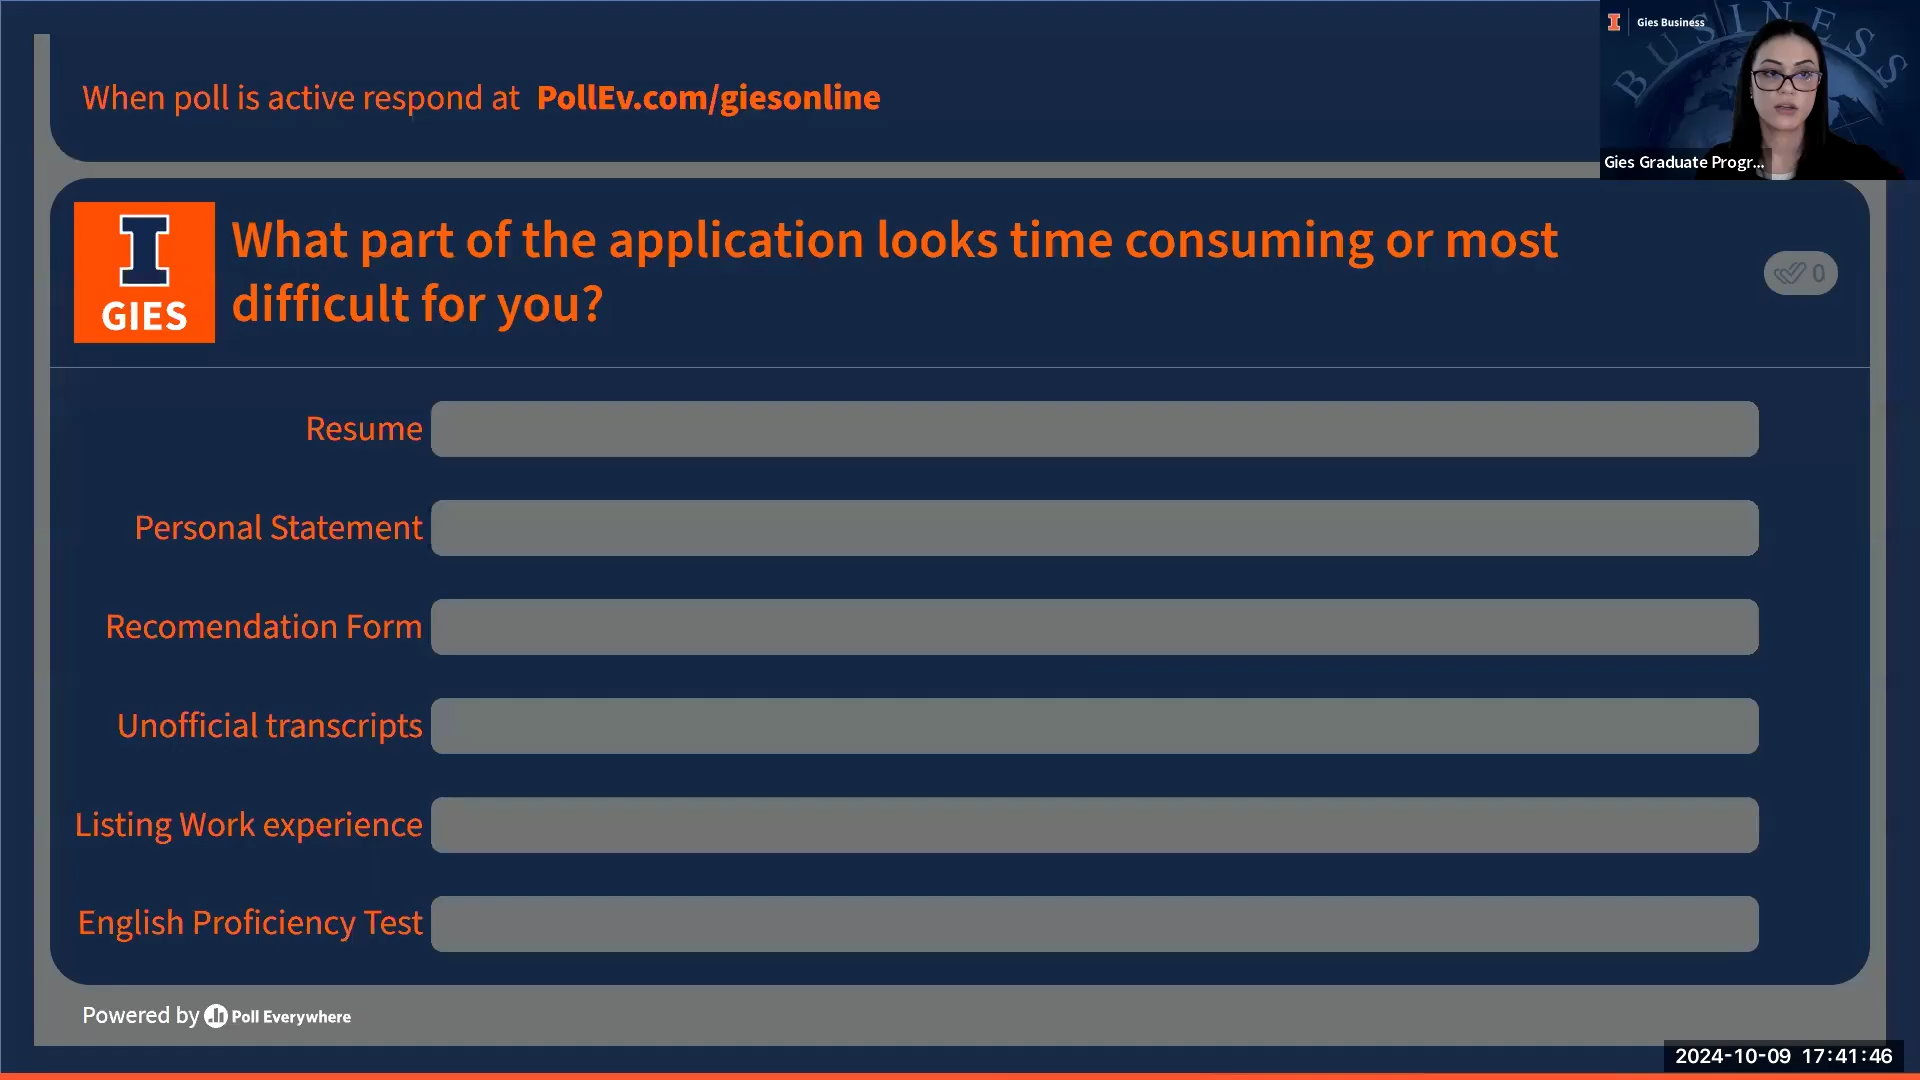 When poll is active respond at PollEv.com/giesonline
Gies Business
BUSINESS
Gies Graduate Progr...
GIES
What part of the application looks time consuming or most
difficult for you?
0
Resume
Personal Statement
Recomendation Form
Unofficial transcripts
Listing Work experience
English Proficiency Test
Powered by Poll Everywhere
2024-10-09 17:41:46